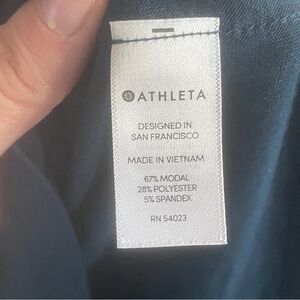 ATHLETA
DESIGNED IN
SAN FRANCISCO
MADE IN VIETNAM
67% MODAL
28% POLYESTER
5% SPANDEX
RN 54023